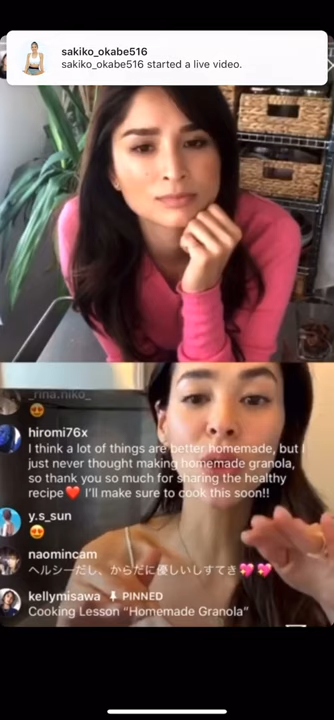 sakiko_okabe516
sakiko_okabe516 started a live video.
_rina.niko_
hiromi76x
I think a lot of things are better homemade, but I
just never thought making homemade granola,
so thank you so much for sharing the healthy
recipe❤️ I'll make sure to cook this soon!!
y.s_sun
😍
naomincam
ヘルシーだし、からだに優しいしすてき💖💖
kellymisawa 📌 PINNED
Cooking Lesson “Homemade Granola”